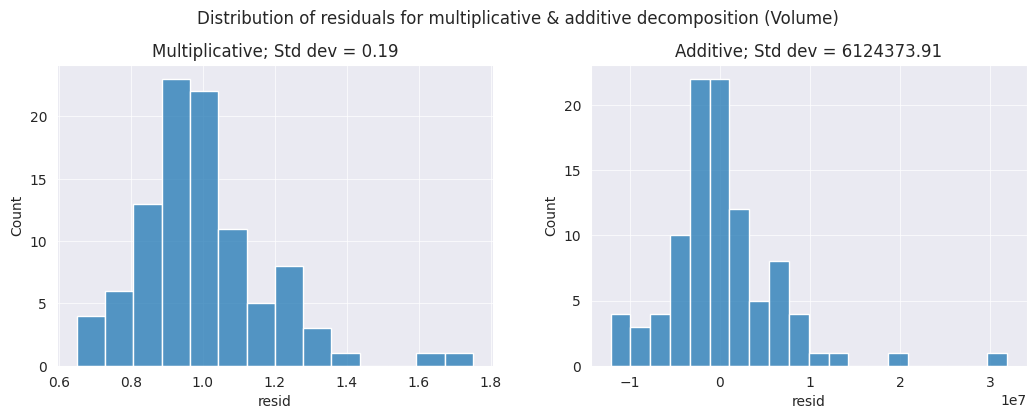 Distribution of residuals for multiplicative & additive decomposition (Volume)
Multiplicative; Std dev = 0.19
Count
20
15
10
5
0
0.6 0.8 1.0 1.2 1.4 1.6 1.8
resid
Additive; Std dev = 6124373.91
Count
20
15
10
5
0
−1 0 1 2 3
1e7
resid